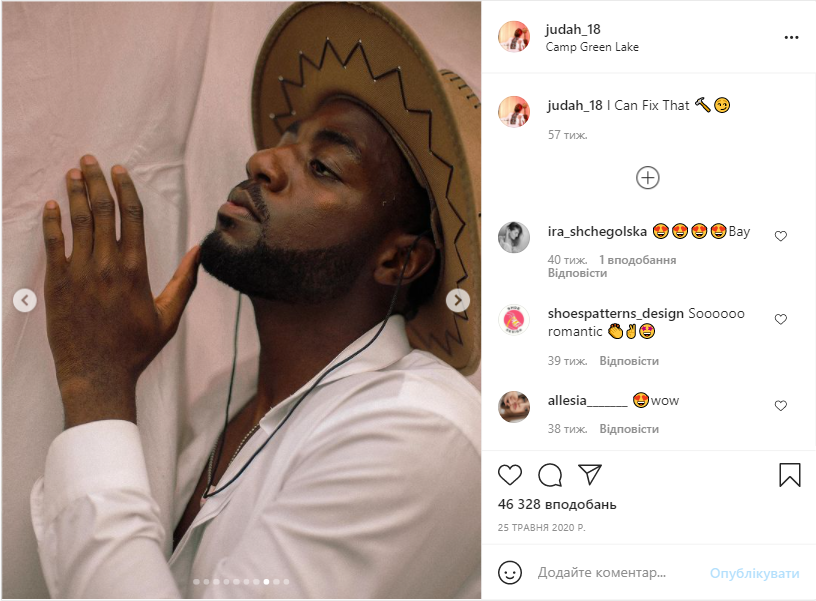 judah_18
Camp Green Lake
judah_18 I Can Fix That 🔨😏
57 тиж.
ira_shchegolska 🤩🤩🤩🤩Bay
40 тиж. 1 вподобання
Відповісти
shoespatterns_design Soooooo
romantic 👏✌🤩
39 тиж. Відповісти
allesia_______ 🤩wow
38 тиж. Відповісти
46 328 вподобань
25 ТРАВНЯ 2020 Р.
Додайте коментар...
Опублікувати